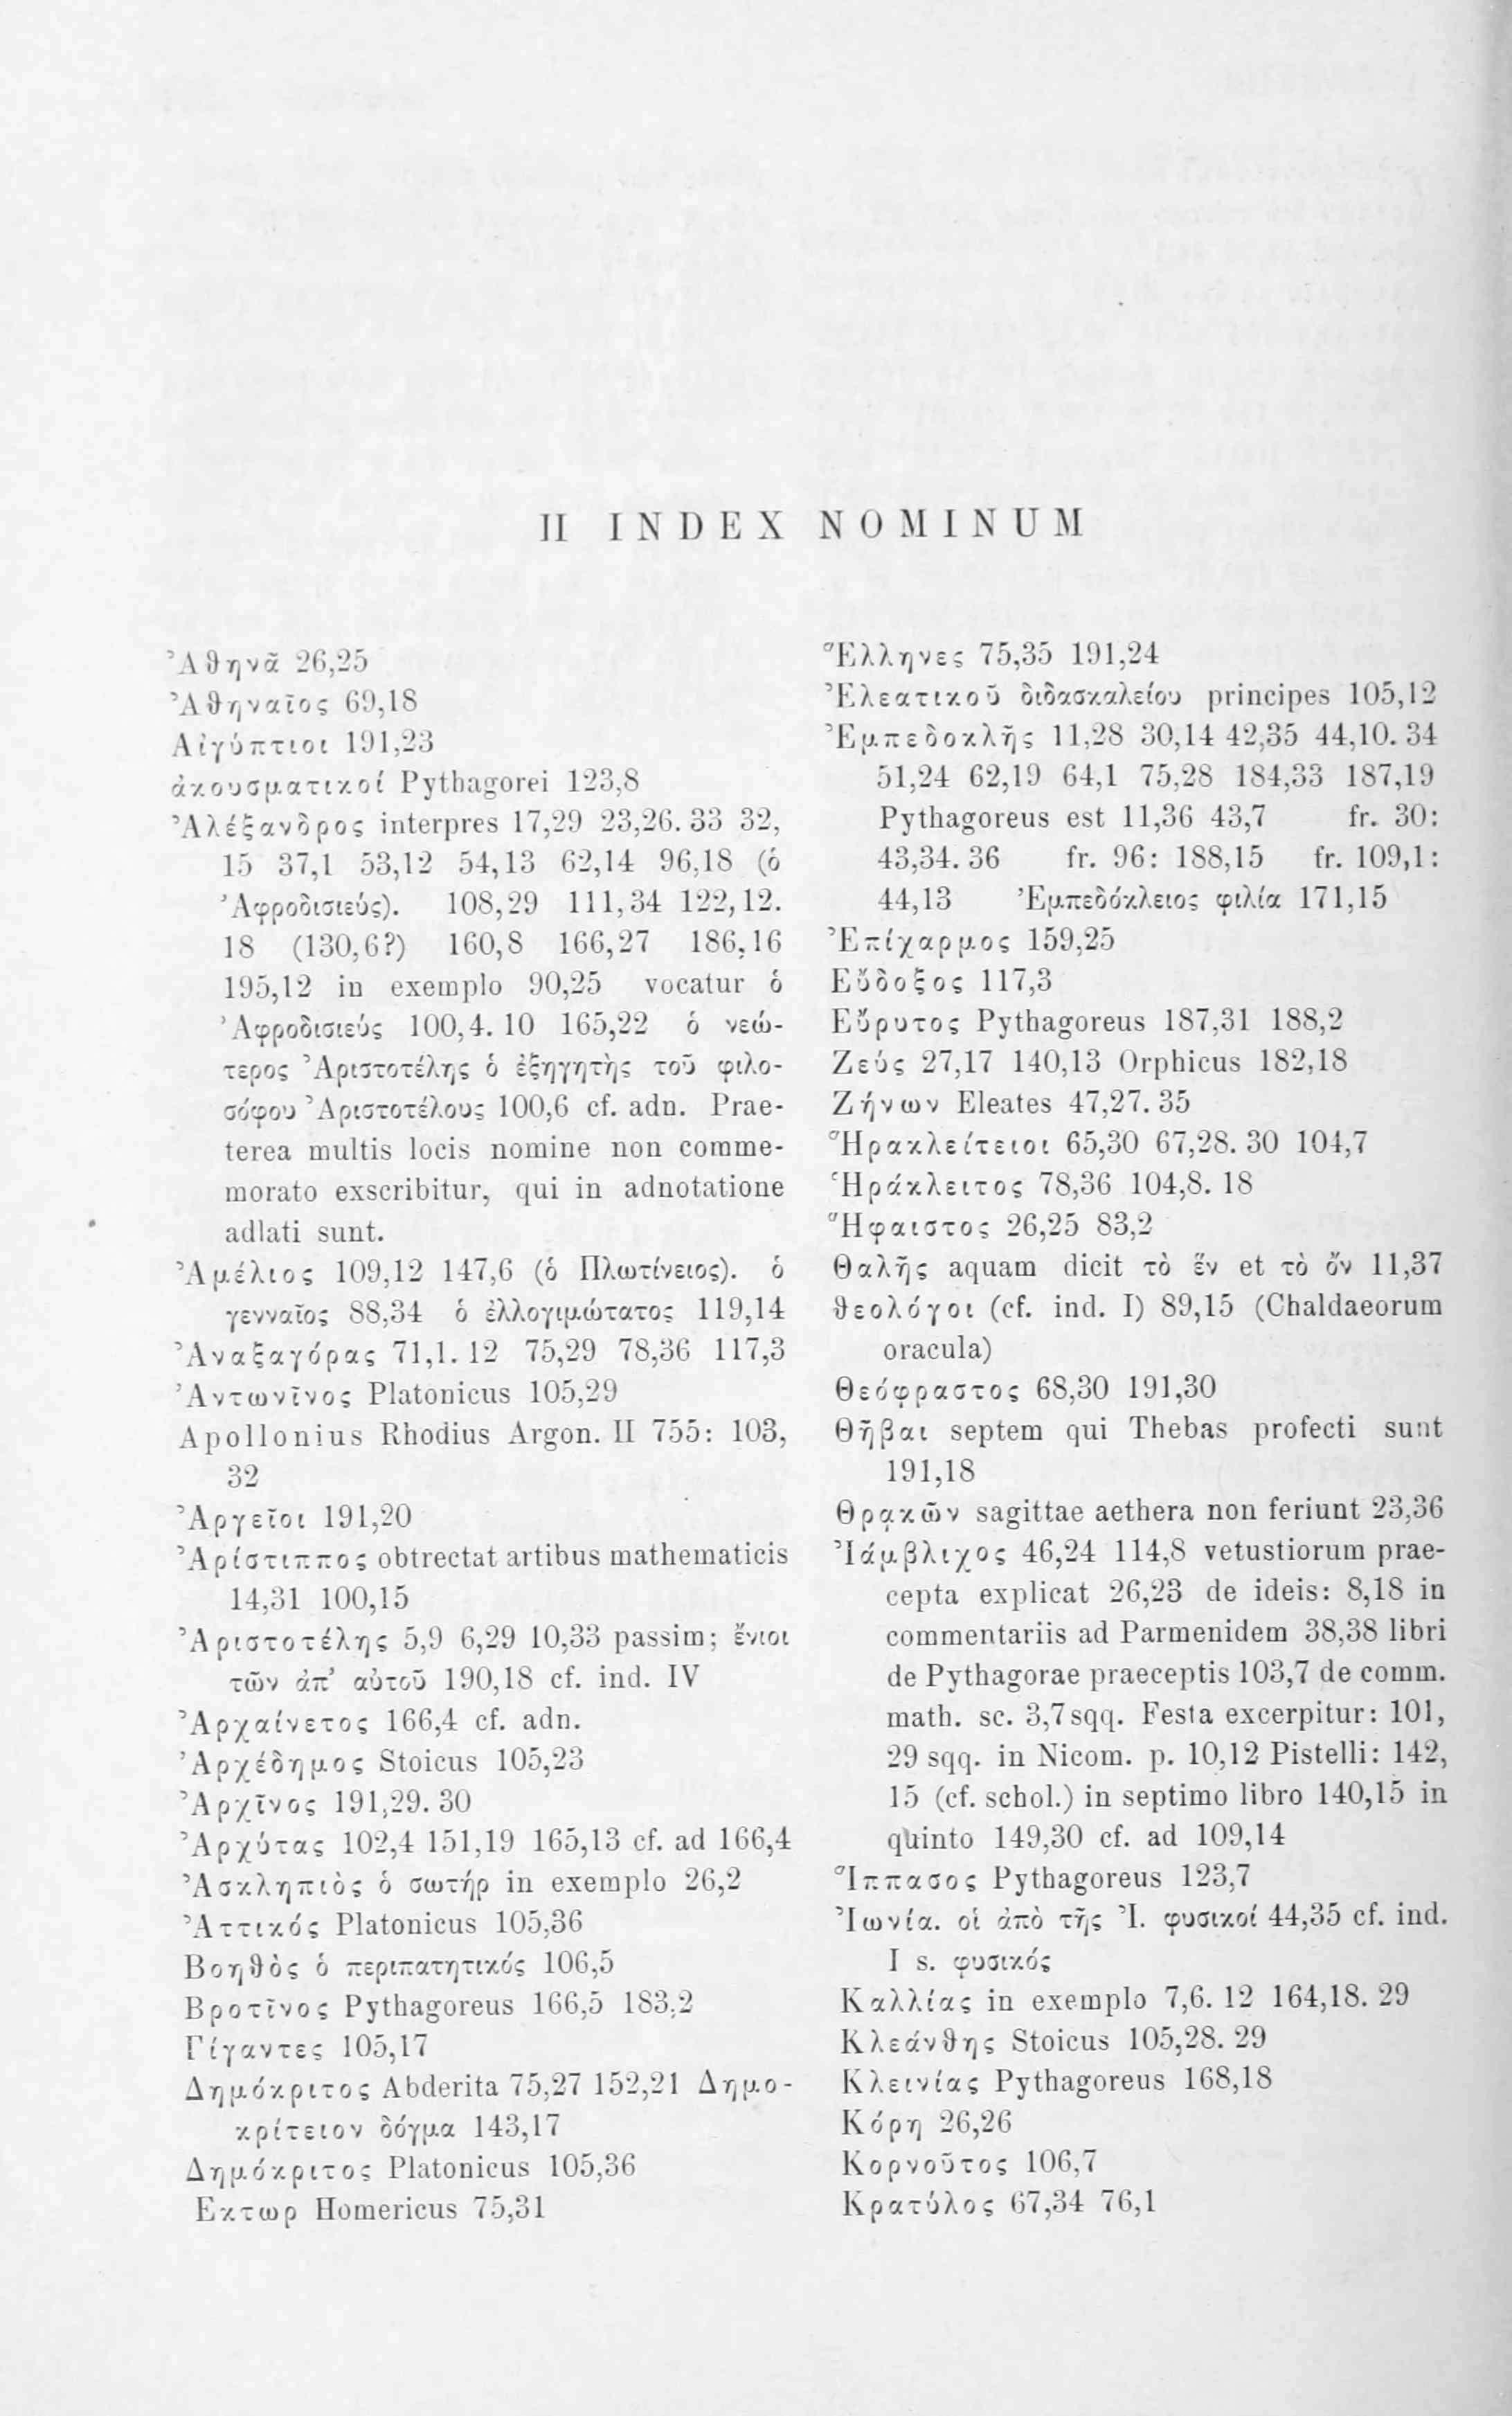 II INDEX NOMINUM
Ἀθηνᾶ 26,25
Ἀθηναῖος 69,18
Αἰγύπτιοι 191,23
ἀκουσματικοί Pythagorei 123,8
Ἀλέξανδρος interpres 17,29 23,26. 33 32,
15 37,1 53,12 54,13 62,14 96,18 (ὁ
Ἀφροδισιεύς). 108,29 111,34 122,12.
18 (130,6?) 160,8 166,27 186,16
195,12 in exemplo 90,25 vocatur ὁ
Ἀφροδισιεύς 100,4. 10 165,22 ὁ νεώ-
τερος Ἀριστοτέλης ὁ ἐξηγητὴς τοῦ φιλο-
σόφου Ἀριστοτέλους 100,6 cf. adn. Prae-
terea multis locis nomine non comme-
morato exscribitur, qui in adnotatione
adlati sunt.
Ἀμέλιος 109,12 147,6 (ὁ Πλωτίνειος). ὁ
γενναῖος 88,34 ὁ ἐλλογιμώτατος 119,14
Ἀναξαγόρας 71,1. 12 75,29 78,36 117,3
Ἀντωνῖνος Platonicus 105,29
Apollonius Rhodius Argon. II 755: 103,
32
Ἀργεῖοι 191,20
Ἀρίστιππος obtrectat artibus mathematicis
14,31 100,15
Ἀριστοτέλης 5,9 6,29 10,33 passim; ἔνιοι
τῶν ἀπ’ αὐτοῦ 190,18 cf. ind. IV
Ἀρχαίνετος 166,4 cf. adn.
Ἀρχέδημος Stoicus 105,23
Ἀρχῖνος 191,29. 30
Ἀρχύτας 102,4 151,19 165,13 cf. ad 166,4
Ἀσκληπιὸς ὁ σωτήρ in exemplo 26,2
Ἀττικός Platonicus 105,36
Βοηθὸς ὁ περιπατητικός 106,5
Βροτῖνος Pythagoreus 166,5 183,2
Γίγαντες 105,17
Δημόκριτος Abderita 75,27 152,21 Δημο-
κρίτειον δόγμα 143,17
Δημόκριτος Platonicus 105,36
Εκτωρ Homericus 75,31
Ἕλληνες 75,35 191,24
Ἐλεατικοῦ διδασκαλείου principes 105,12
Ἐμπεδοκλῆς 11,28 30,14 42,35 44,10. 34
51,24 62,19 64,1 75,28 184,33 187,19
Pythagoreus est 11,36 43,7 fr. 30:
43,34. 36 fr. 96: 188,15 fr. 109,1:
44,13 Ἐμπεδόκλειος φιλία 171,15
Ἐπίχαρμος 159,25
Εὔδοξος 117,3
Εὔρυτος Pythagoreus 187,31 188,2
Ζεύς 27,17 140,13 Orphicus 182,18
Ζήνων Eleates 47,27. 35
Ἡρακλείτειοι 65,30 67,28. 30 104,7
Ἡράκλειτος 78,36 104,8. 18
Ἥφαιστος 26,25 83,2
Θαλῆς aquam dicit τὸ ἕν et τὸ ὄν 11,37
θεολόγοι (cf. ind. I) 89,15 (Chaldaeorum
oracula)
Θεόφραστος 68,30 191,30
Θῆβαι septem qui Thebas profecti sunt
191,18
Θρᾳκῶν sagittae aethera non feriunt 23,36
Ἰάμβλιχος 46,24 114,8 vetustiorum prae-
cepta explicat 26,23 de ideis: 8,18 in
commentariis ad Parmenidem 38,38 libri
de Pythagorae praeceptis 103,7 de comm.
math. sc. 3,7 sqq. Festa excerpitur: 101,
29 sqq. in Nicom. p. 10,12 Pistelli: 142,
15 (cf. schol.) in septimo libro 140,15 in
quinto 149,30 cf. ad 109,14
Ἵππασος Pythagoreus 123,7
Ἰωνία. οἱ ἀπὸ τῆς Ἰ. φυσικοί 44,35 cf. ind.
I s. φυσικός
Καλλίας in exemplo 7,6. 12 164,18. 29
Κλεάνθης Stoicus 105,28. 29
Κλεινίας Pythagoreus 168,18
Κόρη 26,26
Κορνοῦτος 106,7
Κρατύλος 67,34 76,1